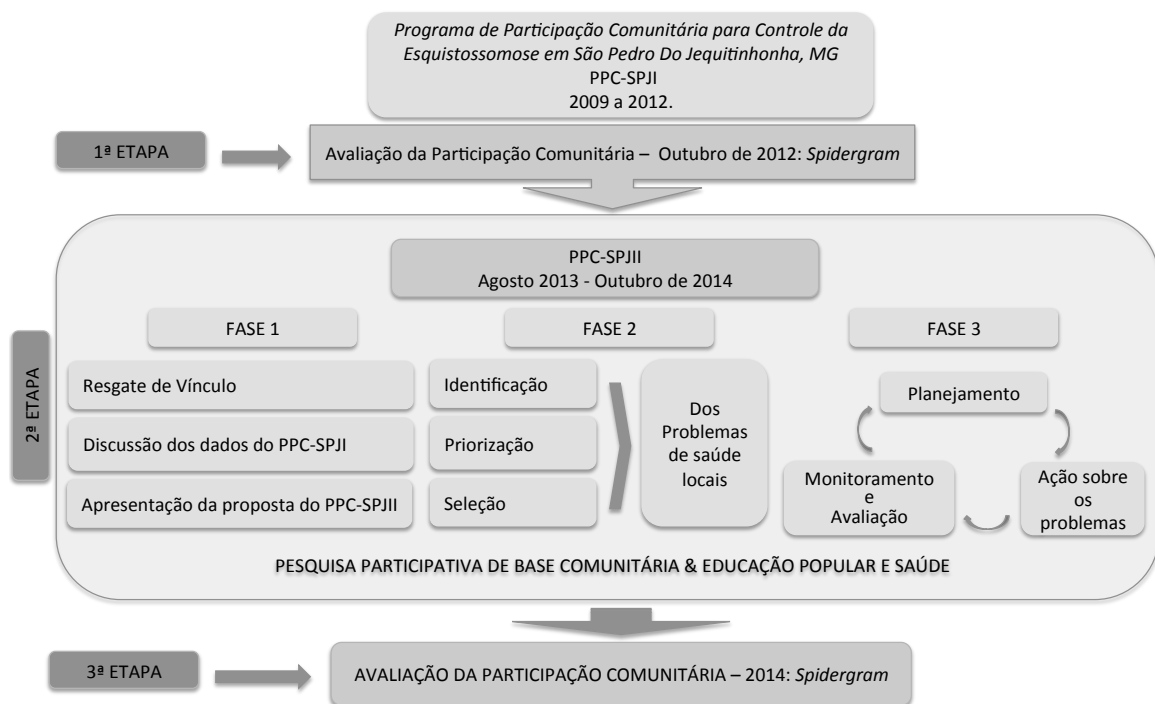 Programa de Participação Comunitária para Controle da
Esquistossomose em São Pedro Do Jequitinhonha, MG
PPC-SPJI
2009 a 2012.
1ª ETAPA
Avaliação da Participação Comunitária – Outubro de 2012: Spidergram
PPC-SPJII
Agosto 2013 - Outubro de 2014
2ª ETAPA
FASE 1
Resgate de Vínculo
Discussão dos dados do PPC-SPJI
Apresentação da proposta do PPC-SPJII
FASE 2
Identificação
Priorização
Seleção
Dos
Problemas
de saúde
locais
FASE 3
Planejamento
Ação sobre
os
problemas
Monitoramento
e
Avaliação
PESQUISA PARTICIPATIVA DE BASE COMUNITÁRIA & EDUCAÇÃO POPULAR E SAÚDE
3ª ETAPA
AVALIAÇÃO DA PARTICIPAÇÃO COMUNITÁRIA – 2014: Spidergram